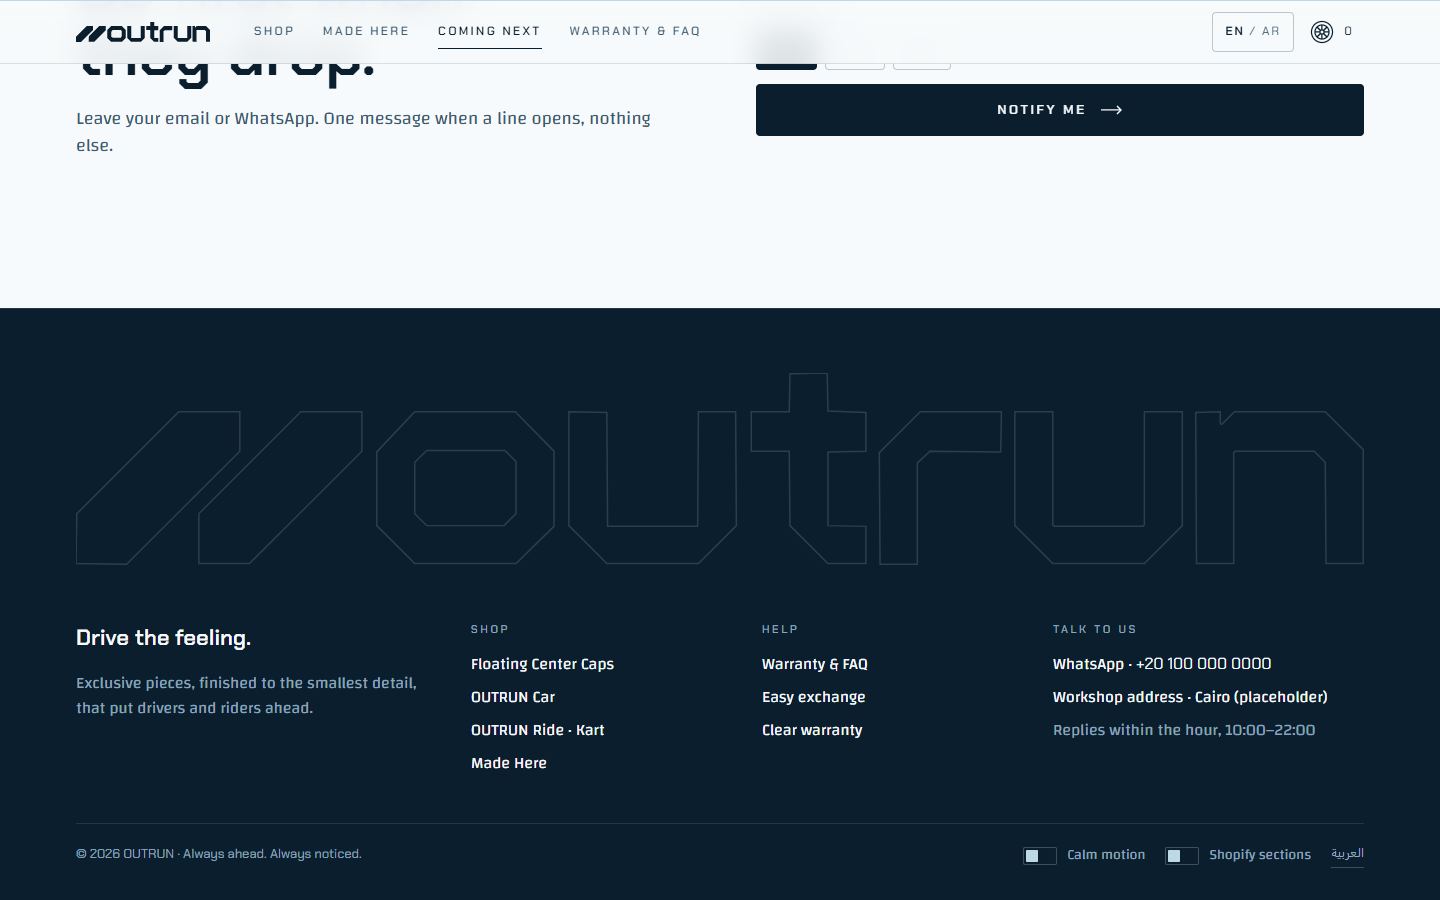 outrun
SHOP
MADE HERE
COMING NEXT
WARRANTY & FAQ
EN / AR
0
they drop.
Leave your email or WhatsApp. One message when a line opens, nothing
else.
NOTIFY ME
outrun
Drive the feeling.
Exclusive pieces, finished to the smallest detail,
that put drivers and riders ahead.
SHOP
Floating Center Caps
OUTRUN Car
OUTRUN Ride · Kart
Made Here
HELP
Warranty & FAQ
Easy exchange
Clear warranty
TALK TO US
WhatsApp · +20 100 000 0000
Workshop address · Cairo (placeholder)
Replies within the hour, 10:00–22:00
© 2026 OUTRUN · Always ahead. Always noticed.
Calm motion
Shopify sections
العربية